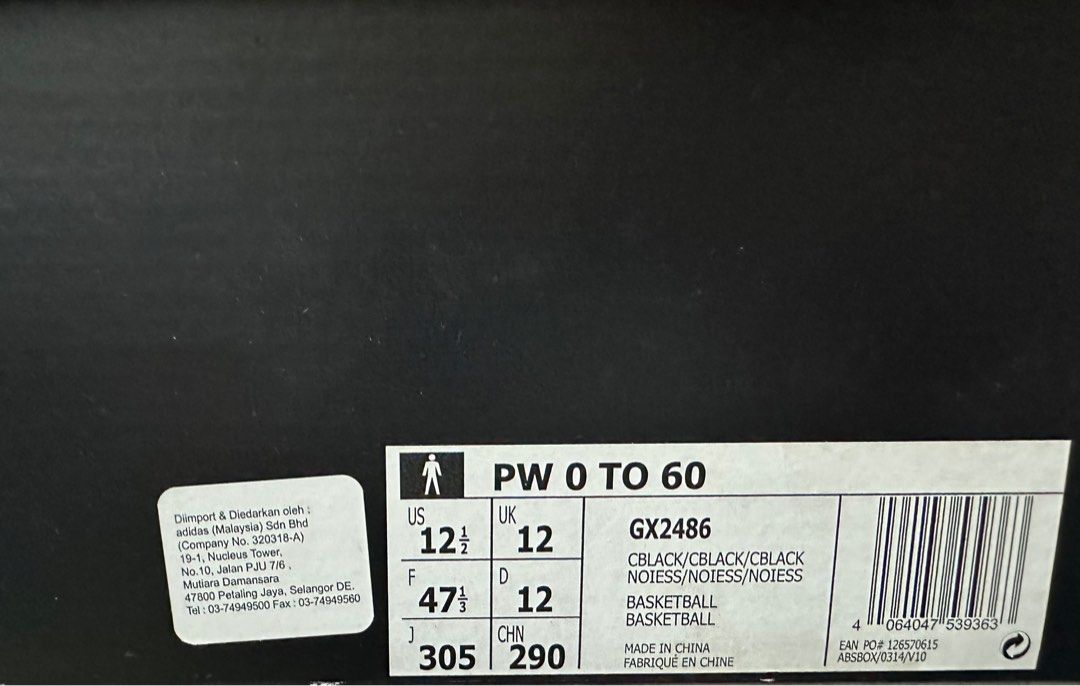 Diimport & Diedarkan oleh :
adidas (Malaysia) Sdn Bhd
(Company No. 320318-A)
19-1, Nucleus Tower,
No.10, Jalan PJU 7/6 ,
Mutiara Damansara
47800 Petaling Jaya, Selangor DE.
Tel : 03-74949500 Fax : 03-74949560
PW 0 TO 60
US
12½
UK
12
F
47⅓
D
12
J
305
CHN
290
GX2486
CBLACK/CBLACK/CBLACK
NOIESS/NOIESS/NOIESS
BASKETBALL
BASKETBALL
MADE IN CHINA
FABRIQUÉ EN CHINE
4 064047 539363
EAN PO# 126570615
ABSBOX/0314/V10